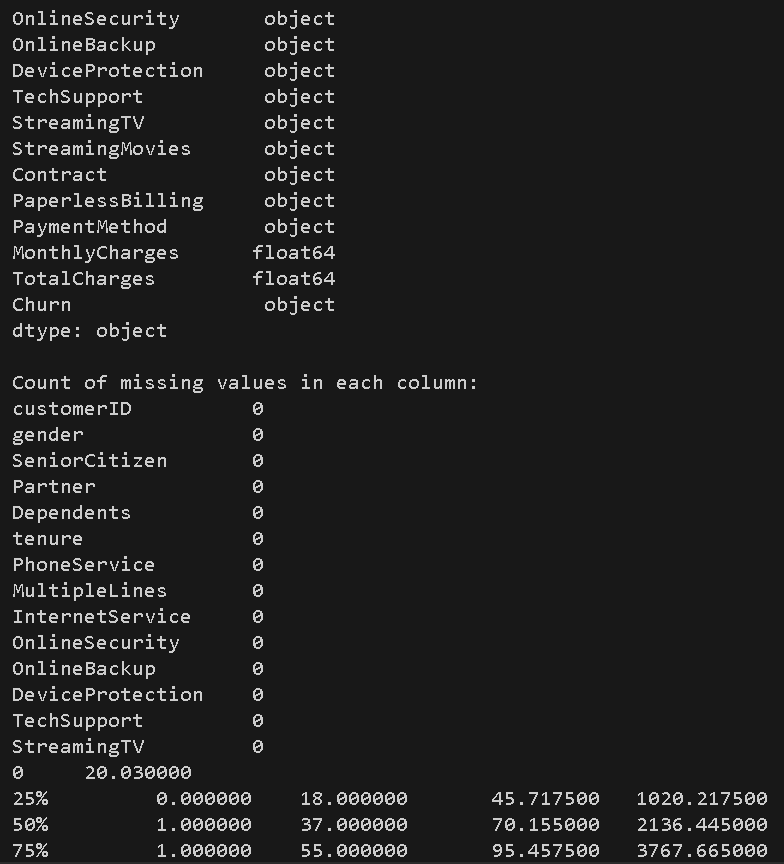 OnlineSecurity       object
OnlineBackup         object
DeviceProtection     object
TechSupport          object
StreamingTV          object
StreamingMovies      object
Contract             object
PaperlessBilling     object
PaymentMethod        object
MonthlyCharges      float64
TotalCharges        float64
Churn                object
dtype: object

Count of missing values in each column:
customerID          0
gender              0
SeniorCitizen       0
Partner             0
Dependents          0
tenure              0
PhoneService        0
MultipleLines       0
InternetService     0
OnlineSecurity      0
OnlineBackup        0
DeviceProtection    0
TechSupport         0
StreamingTV         0
0     20.030000
25%         0.000000    18.000000       45.717500   1020.217500
50%         1.000000    37.000000       70.155000   2136.445000
75%         1.000000    55.000000       95.457500   3767.665000